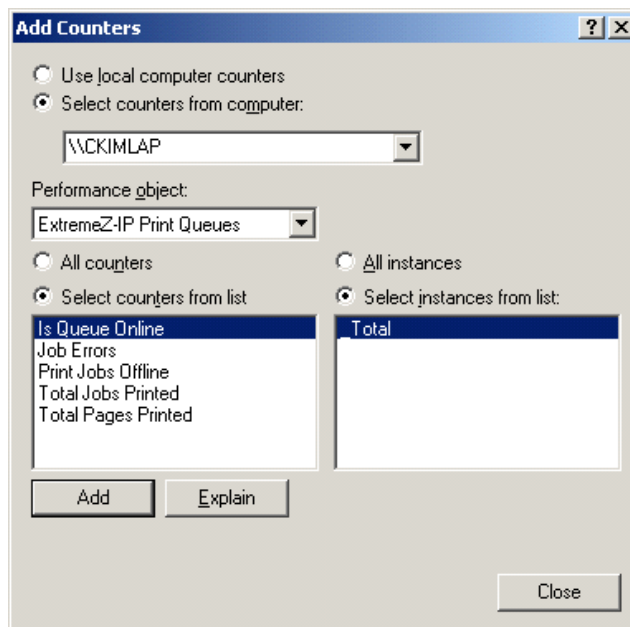 Add Counters
Use local computer counters
Select counters from computer:
\\CKIMLAP
Performance object:
ExtremeZ-IP Print Queues
All counters
All instances
Select counters from list
Select instances from list:
Is Queue Online
Job Errors
Print Jobs Offline
Total Jobs Printed
Total Pages Printed
_Total
Add
Explain
Close